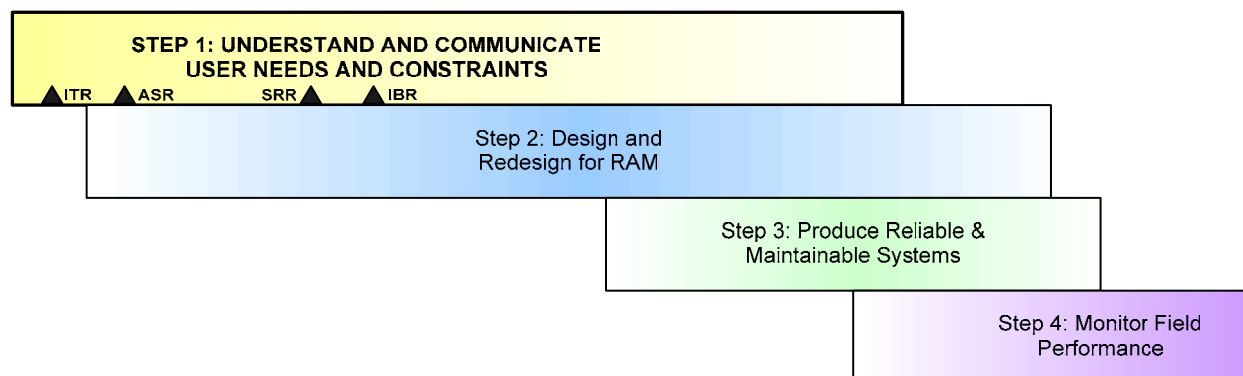 STEP 1: UNDERSTAND AND COMMUNICATE
USER NEEDS AND CONSTRAINTS
ITR ASR SRR IBR
Step 2: Design and
Redesign for RAM
Step 3: Produce Reliable &
Maintainable Systems
Step 4: Monitor Field
Performance